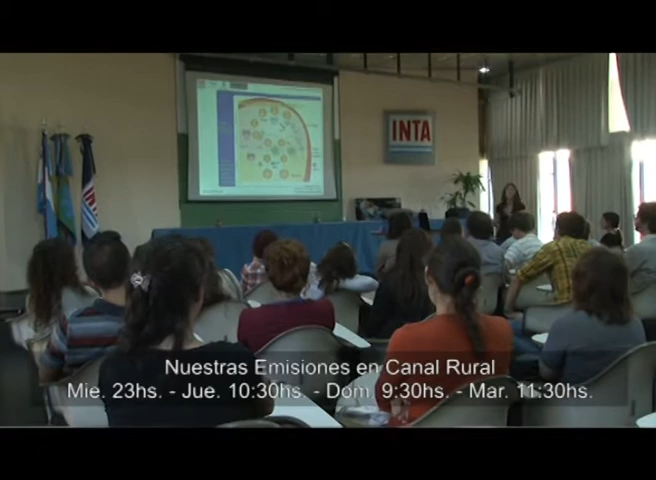 INTA
Nuestras Emisiones en Canal Rural
Mie. 23hs. - Jue. 10:30hs. - Dom. 9:30hs. - Mar. 11:30hs.